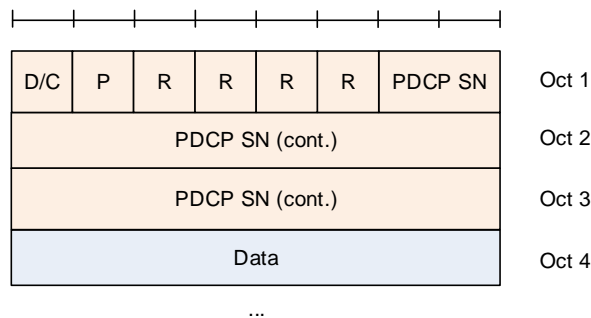 D/C P R R R R PDCP SN Oct 1
PDCP SN (cont.) Oct 2
PDCP SN (cont.) Oct 3
Data Oct 4
...